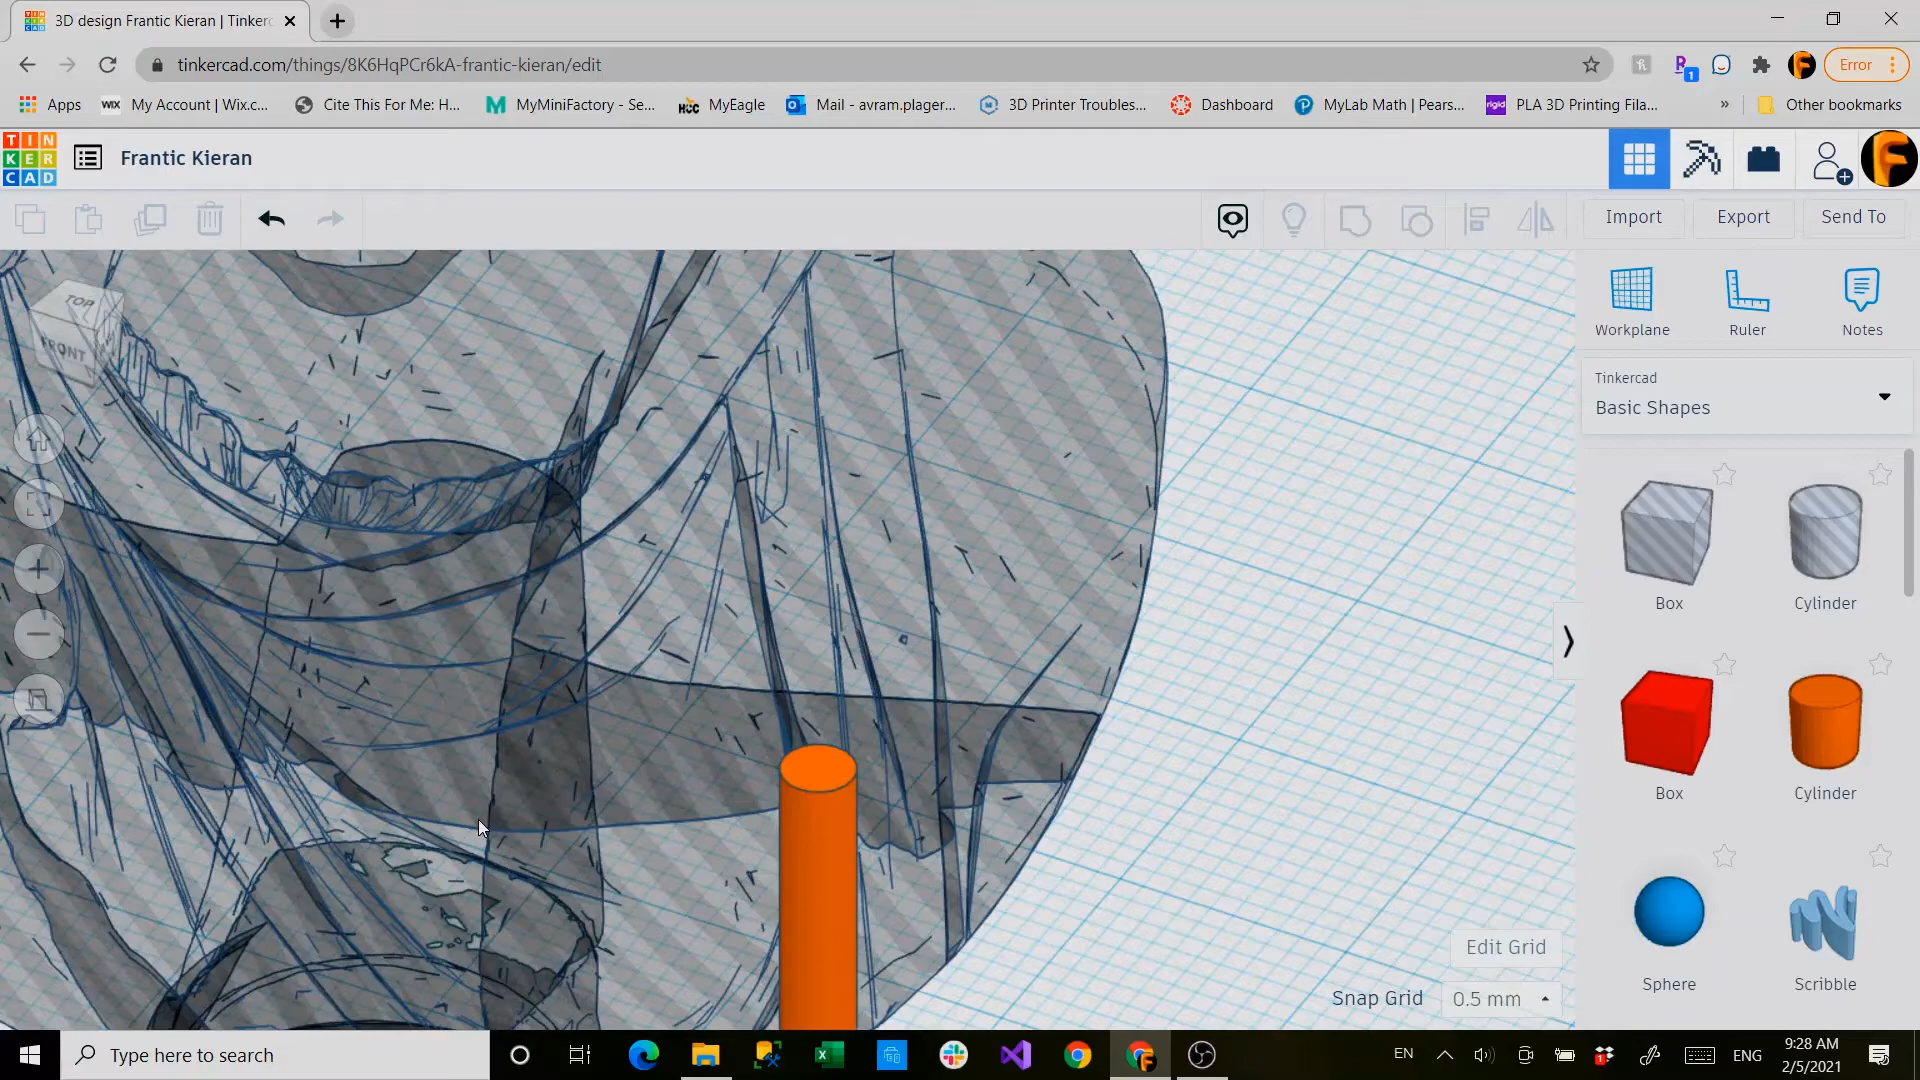 3D design Frantic Kieran | Tinkerc
tinkercad.com/things/8K6HqPCr6kA-frantic-kieran/edit
Error
Apps
WIX My Account | Wix.c...
Cite This For Me: H...
MyMiniFactory - Se...
HCC MyEagle
Mail - avram.plager...
3D Printer Troubles...
Dashboard
MyLab Math | Pears...
rigid PLA 3D Printing Fila...
»
Other bookmarks
TIN
KER
CAD
Frantic Kieran
Import
Export
Send To
TOP
FRONT
Workplane
Ruler
Notes
Tinkercad
Basic Shapes
Box
Cylinder
Box
Cylinder
Sphere
Scribble
Edit Grid
Snap Grid
0.5 mm
Type here to search
EN
ENG
9:28 AM
2/5/2021